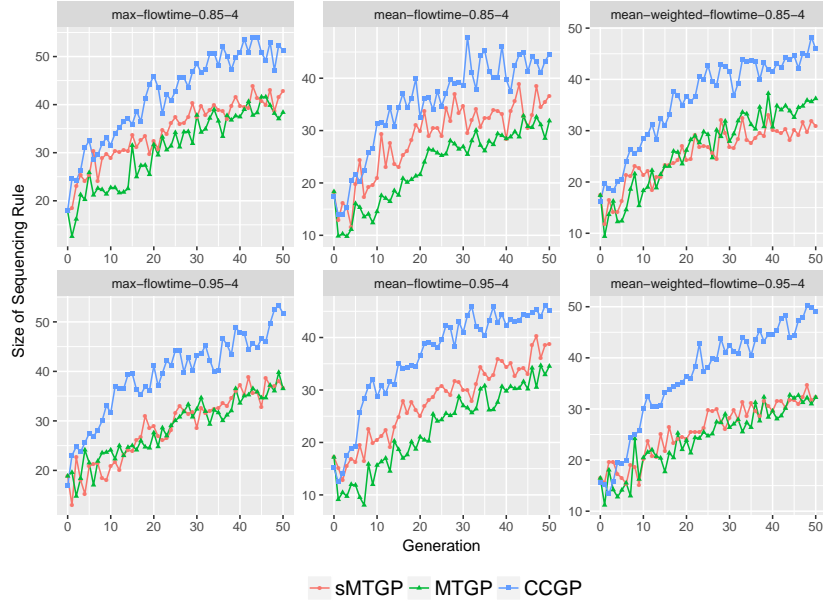 max-flowtime-0.85-4
mean-flowtime-0.85-4
mean-weighted-flowtime-0.85-4
50
40
30
20
40
30
20
10
50
40
30
20
10
0 10 20 30 40 50
0 10 20 30 40 50
0 10 20 30 40 50
Size of Sequencing Rule
max-flowtime-0.95-4
mean-flowtime-0.95-4
mean-weighted-flowtime-0.95-4
50
40
30
20
40
30
20
10
50
40
30
20
10
0 10 20 30 40 50
0 10 20 30 40 50
0 10 20 30 40 50
Generation
sMTGP MTGP CCGP